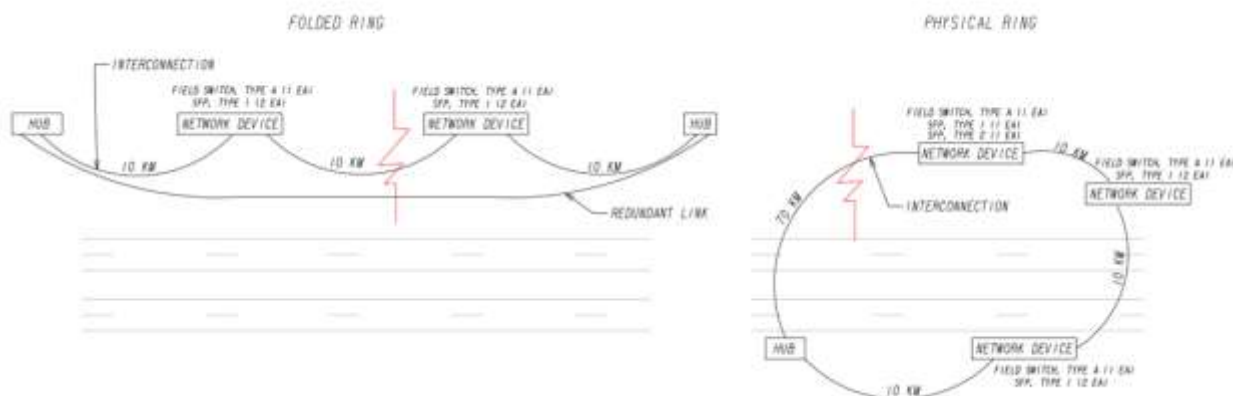 FOLDED RING
INTERCONNECTION
FIELD SWITCH, TYPE A (1 EA)
SFP, TYPE 1 (2 EA)
FIELD SWITCH, TYPE A (1 EA)
SFP, TYPE 1 (2 EA)
HUB
NETWORK DEVICE
NETWORK DEVICE
HUB
10 KM
10 KM
10 KM
REDUNDANT LINK
PHYSICAL RING
FIELD SWITCH, TYPE A (1 EA)
SFP, TYPE 1 (1 EA)
SFP, TYPE 2 (1 EA)
NETWORK DEVICE
10 KM
FIELD SWITCH, TYPE A (1 EA)
SFP, TYPE 1 (2 EA)
NETWORK DEVICE
INTERCONNECTION
70 KM
10 KM
HUB
NETWORK DEVICE
FIELD SWITCH, TYPE A (1 EA)
SFP, TYPE 1 (2 EA)
10 KM